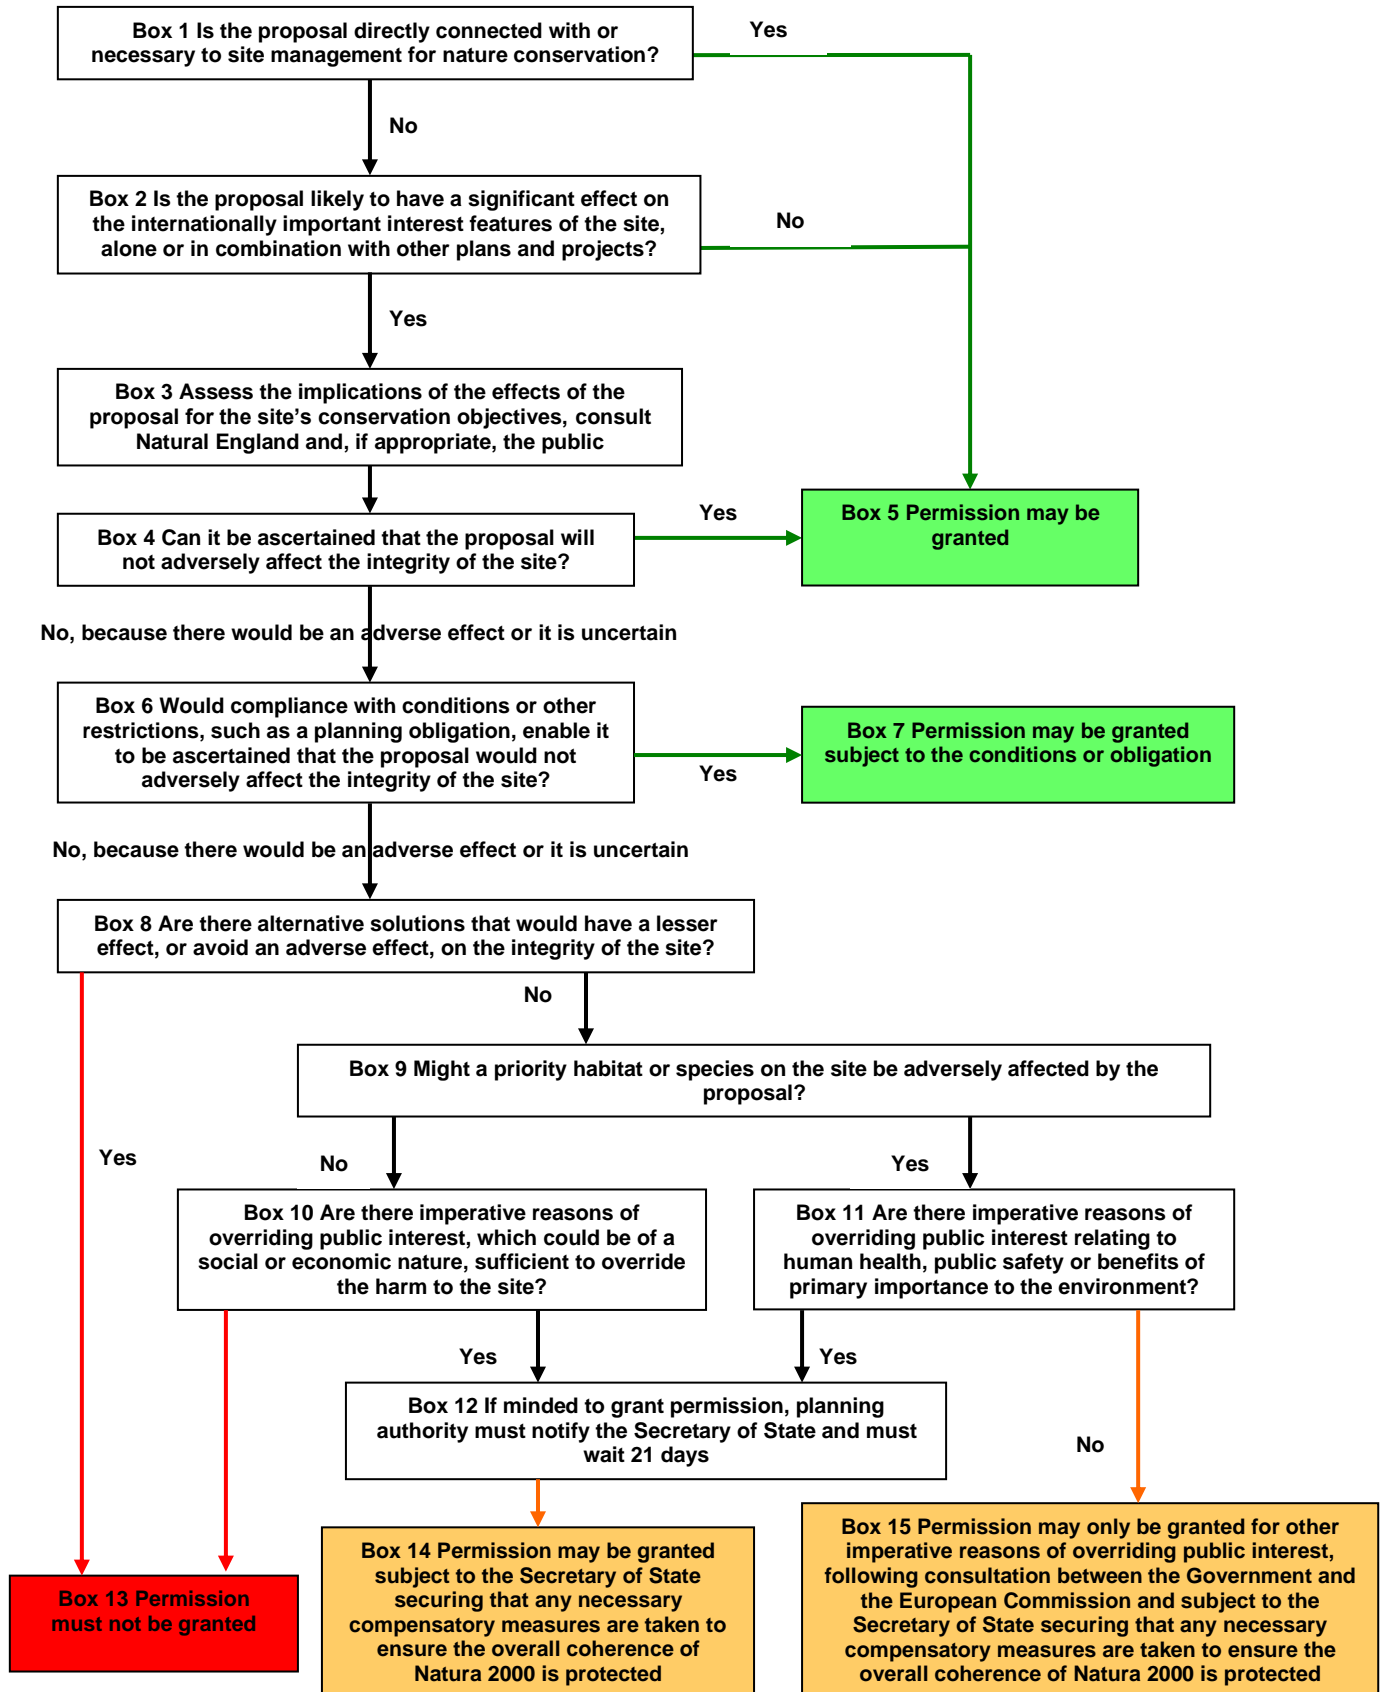 Box 1 Is the proposal directly connected with or
necessary to site management for nature conservation?
Yes
No
Box 2 Is the proposal likely to have a significant effect on
the internationally important interest features of the site,
alone or in combination with other plans and projects?
No
Yes
Box 3 Assess the implications of the effects of the
proposal for the site’s conservation objectives, consult
Natural England and, if appropriate, the public
Box 4 Can it be ascertained that the proposal will
not adversely affect the integrity of the site?
Yes
Box 5 Permission may be
granted
No, because there would be an adverse effect or it is uncertain
Box 6 Would compliance with conditions or other
restrictions, such as a planning obligation, enable it
to be ascertained that the proposal would not
adversely affect the integrity of the site?
Yes
Box 7 Permission may be granted
subject to the conditions or obligation
No, because there would be an adverse effect or it is uncertain
Box 8 Are there alternative solutions that would have a lesser
effect, or avoid an adverse effect, on the integrity of the site?
No
Box 9 Might a priority habitat or species on the site be adversely affected by the
proposal?
Yes
No
Yes
Box 10 Are there imperative reasons of
overriding public interest, which could be of a
social or economic nature, sufficient to override
the harm to the site?
Box 11 Are there imperative reasons of
overriding public interest relating to
human health, public safety or benefits of
primary importance to the environment?
Yes
Yes
Box 12 If minded to grant permission, planning
authority must notify the Secretary of State and must
wait 21 days
No
Box 13 Permission
must not be granted
Box 14 Permission may be granted
subject to the Secretary of State
securing that any necessary
compensatory measures are taken to
ensure the overall coherence of
Natura 2000 is protected
Box 15 Permission may only be granted for other
imperative reasons of overriding public interest,
following consultation between the Government and
the European Commission and subject to the
Secretary of State securing that any necessary
compensatory measures are taken to ensure the
overall coherence of Natura 2000 is protected